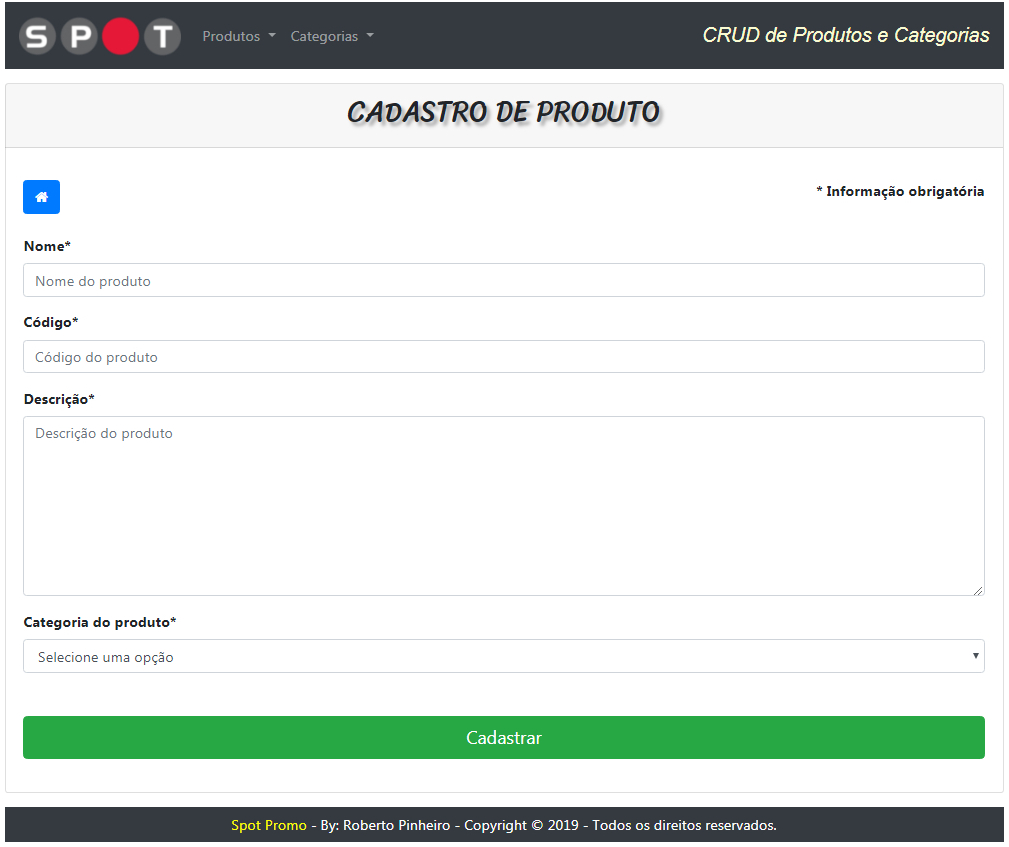 SPOT Produtos Categorias CRUD de Produtos e Categorias
CADASTRO DE PRODUTO
* Informação obrigatória
Nome*
Nome do produto
Código*
Código do produto
Descrição*
Descrição do produto
Categoria do produto*
Selecione uma opção
Cadastrar
Spot Promo - By: Roberto Pinheiro - Copyright © 2019 - Todos os direitos reservados.